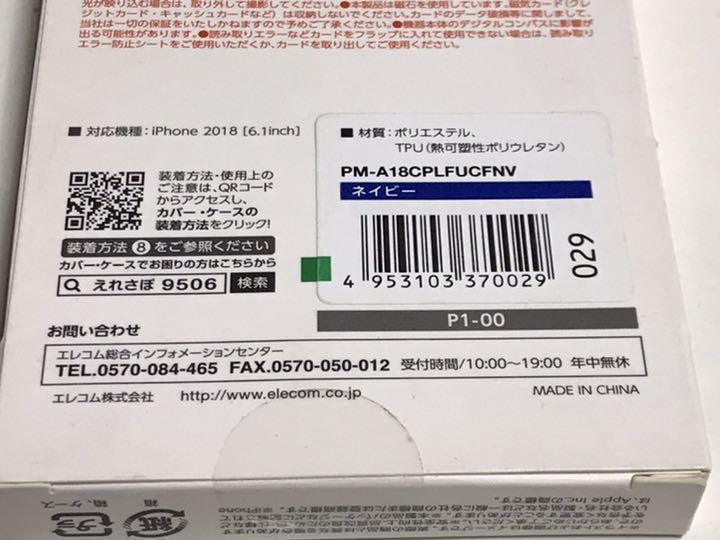 光が映り込む場合は、取り外して撮影してください。●本製品は磁石を使用しています。磁気カード(クレ
ジットカード・キャッシュカードなど)は収納しないでください。カードのデータ破損等に関しまして、
当社は一切の保証をいたしかねますので予めご了承ください。●機器本体のデジタルコンパスに影響が
出る可能性があります。●読み取りエラーなどカードをフラップに入れて使用できない場合は、読み取り
エラー防止シートをご使用いただくか、カードを取り出してご使用ください。
■対応機種:iPhone 2018 [6.1inch]
■材質:ポリエステル、
TPU(熱可塑性ポリウレタン)
PM-A18CPLFUCFNV
ネイビー
4 953103 370029
029
P1-00
装着方法・使用上の
ご注意は、QRコード
からアクセスし、
カバー・ケースの
装着方法をクリック!
装着方法 8 をご参照ください
カバー・ケースでお困りの方はこちらから
えれさぽ 9506 検索
お問い合わせ
エレコム総合インフォメーションセンター
TEL.0570-084-465 FAX.0570-050-012 受付時間/10:00~19:00 年中無休
エレコム株式会社 http://www.elecom.co.jp MADE IN CHINA
箱、ケース
プラ
箱
紙